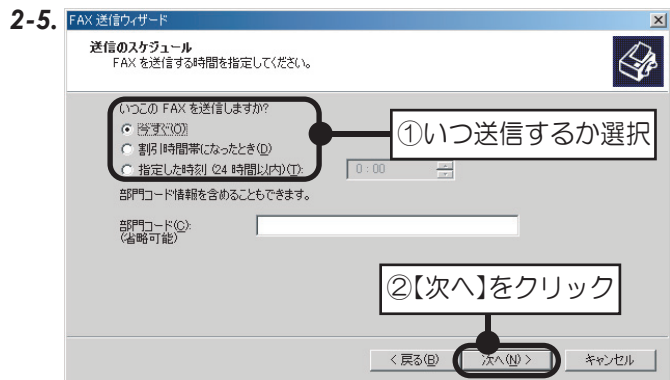 2-5.
FAX 送信ウィザード
送信のスケジュール
FAX を送信する時間を指定してください。
いつこの FAX を送信しますか?
今すぐ(O)
割引時間帯になったとき(D)
指定した時刻 (24 時間以内)(T):
0:00
①いつ送信するか選択
部門コード情報を含めることもできます。
部門コード(C):
(省略可能)
②【次へ】をクリック
< 戻る(B)
次へ(N) >
キャンセル